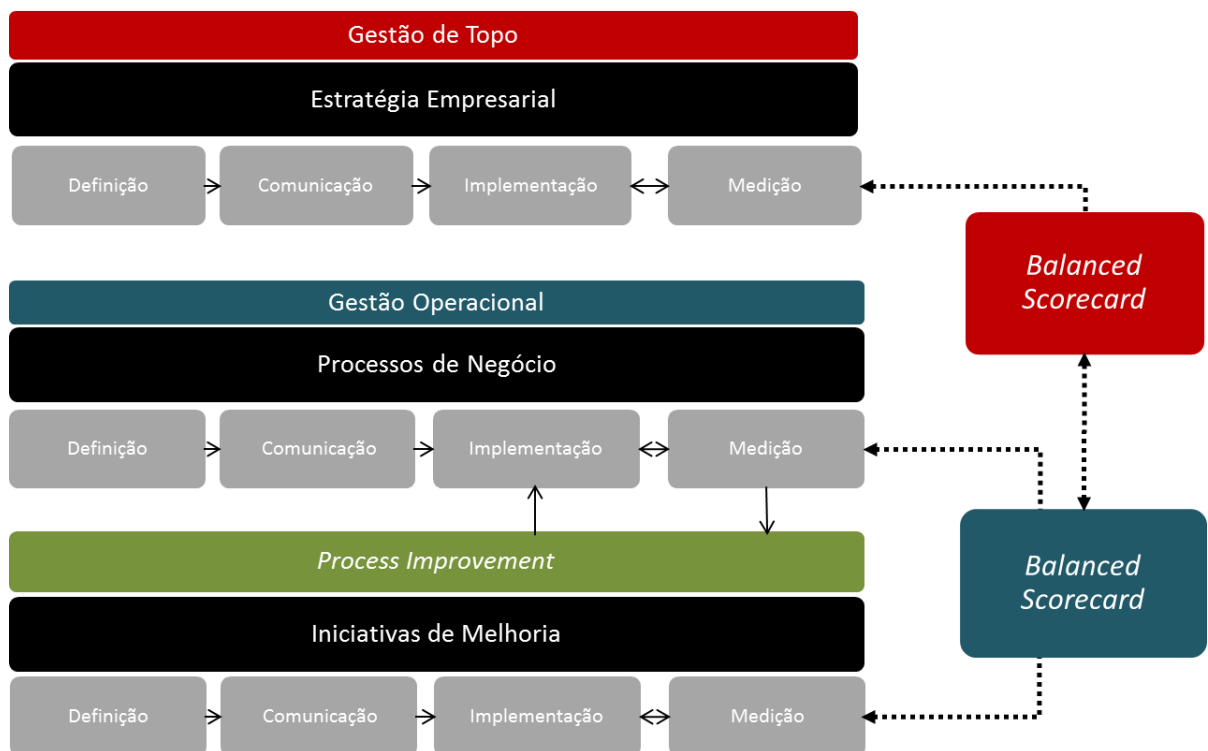 Gestão de Topo
Estratégia Empresarial
Definição
Comunicação
Implementação
Medição
Balanced
Scorecard
Gestão Operacional
Processos de Negócio
Definição
Comunicação
Implementação
Medição
Balanced
Scorecard
Process Improvement
Iniciativas de Melhoria
Definição
Comunicação
Implementação
Medição